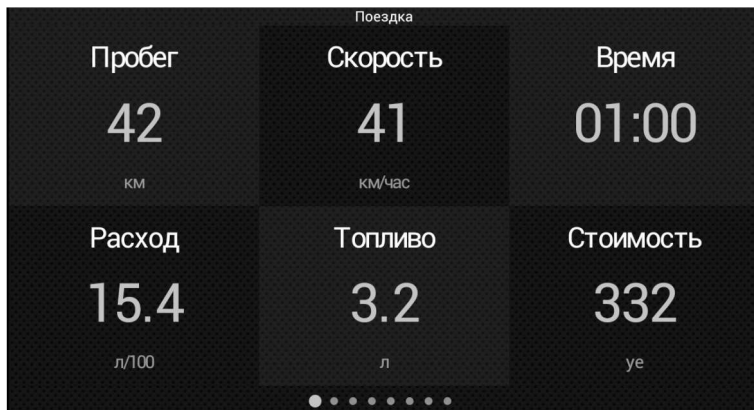 Поездка
Пробег
42
км
Скорость
41
км/час
Время
01:00
Расход
15.4
л/100
Топливо
3.2
л
Стоимость
332
уе